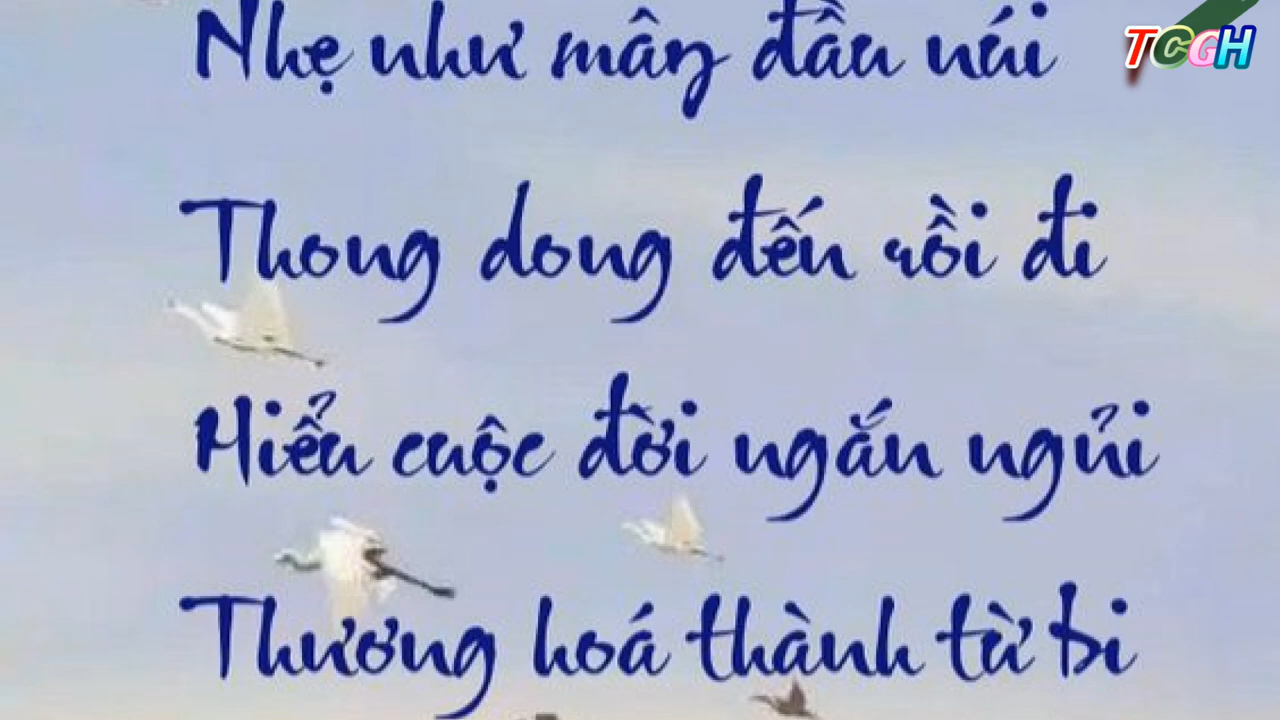 Nhẹ như mây đầu núi
TCGH
Thong dong đến rồi đi
Hiểu cuộc đời ngắn ngủi
Thương hoá thành từ bi